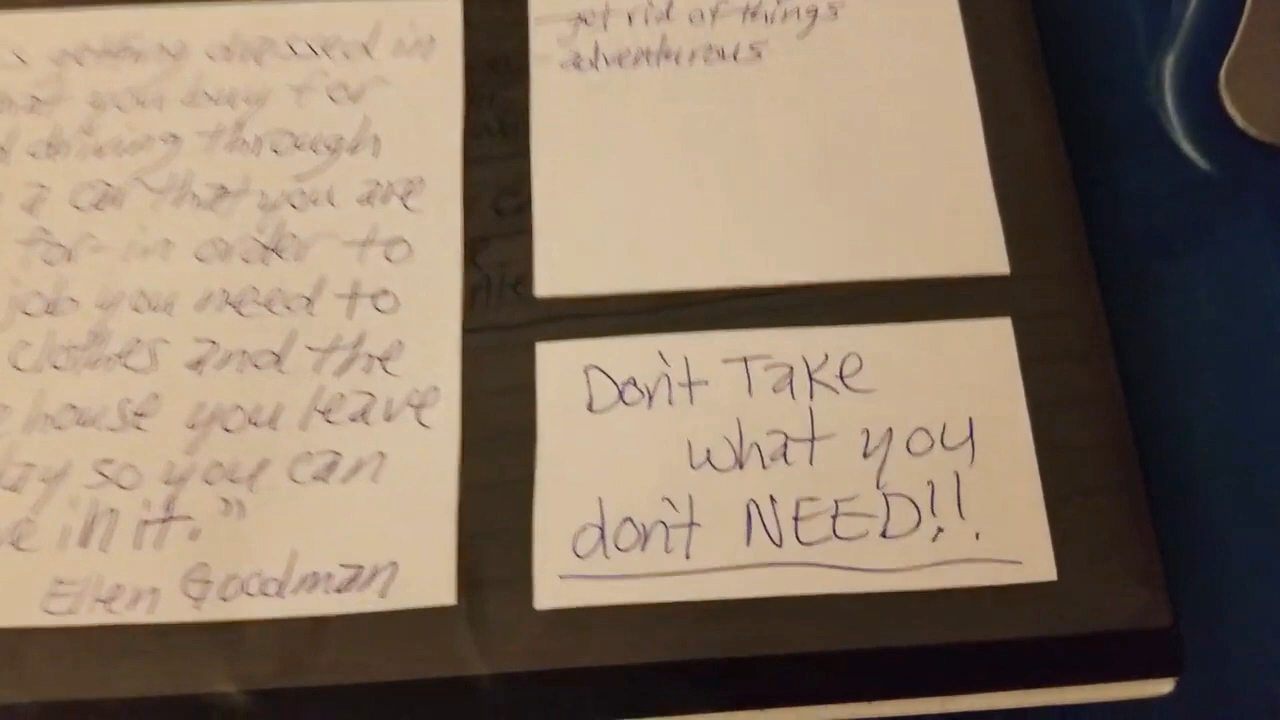 dressed in
you buy for
driving through
a car that you are
for - in order to
job you need to
clothes and the
house you leave
so you can
in it."
Ellen Goodman
get rid of things
adventurous
Don't Take
what you
don't NEED!!